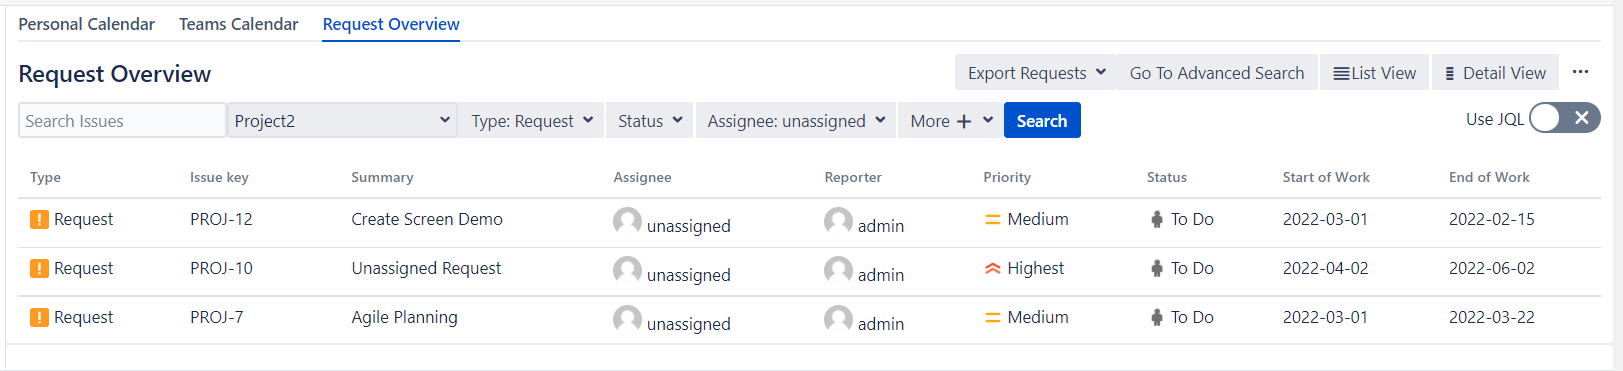 Personal Calendar Teams Calendar Request Overview
Request Overview
Export Requests Go To Advanced Search List View Detail View ...
Search Issues Project2 Type: Request Status Assignee: unassigned More + Search Use JQL
Type Issue key Summary Assignee Reporter Priority Status Start of Work End of Work
Request PROJ-12 Create Screen Demo unassigned admin Medium To Do 2022-03-01 2022-02-15
Request PROJ-10 Unassigned Request unassigned admin Highest To Do 2022-04-02 2022-06-02
Request PROJ-7 Agile Planning unassigned admin Medium To Do 2022-03-01 2022-03-22